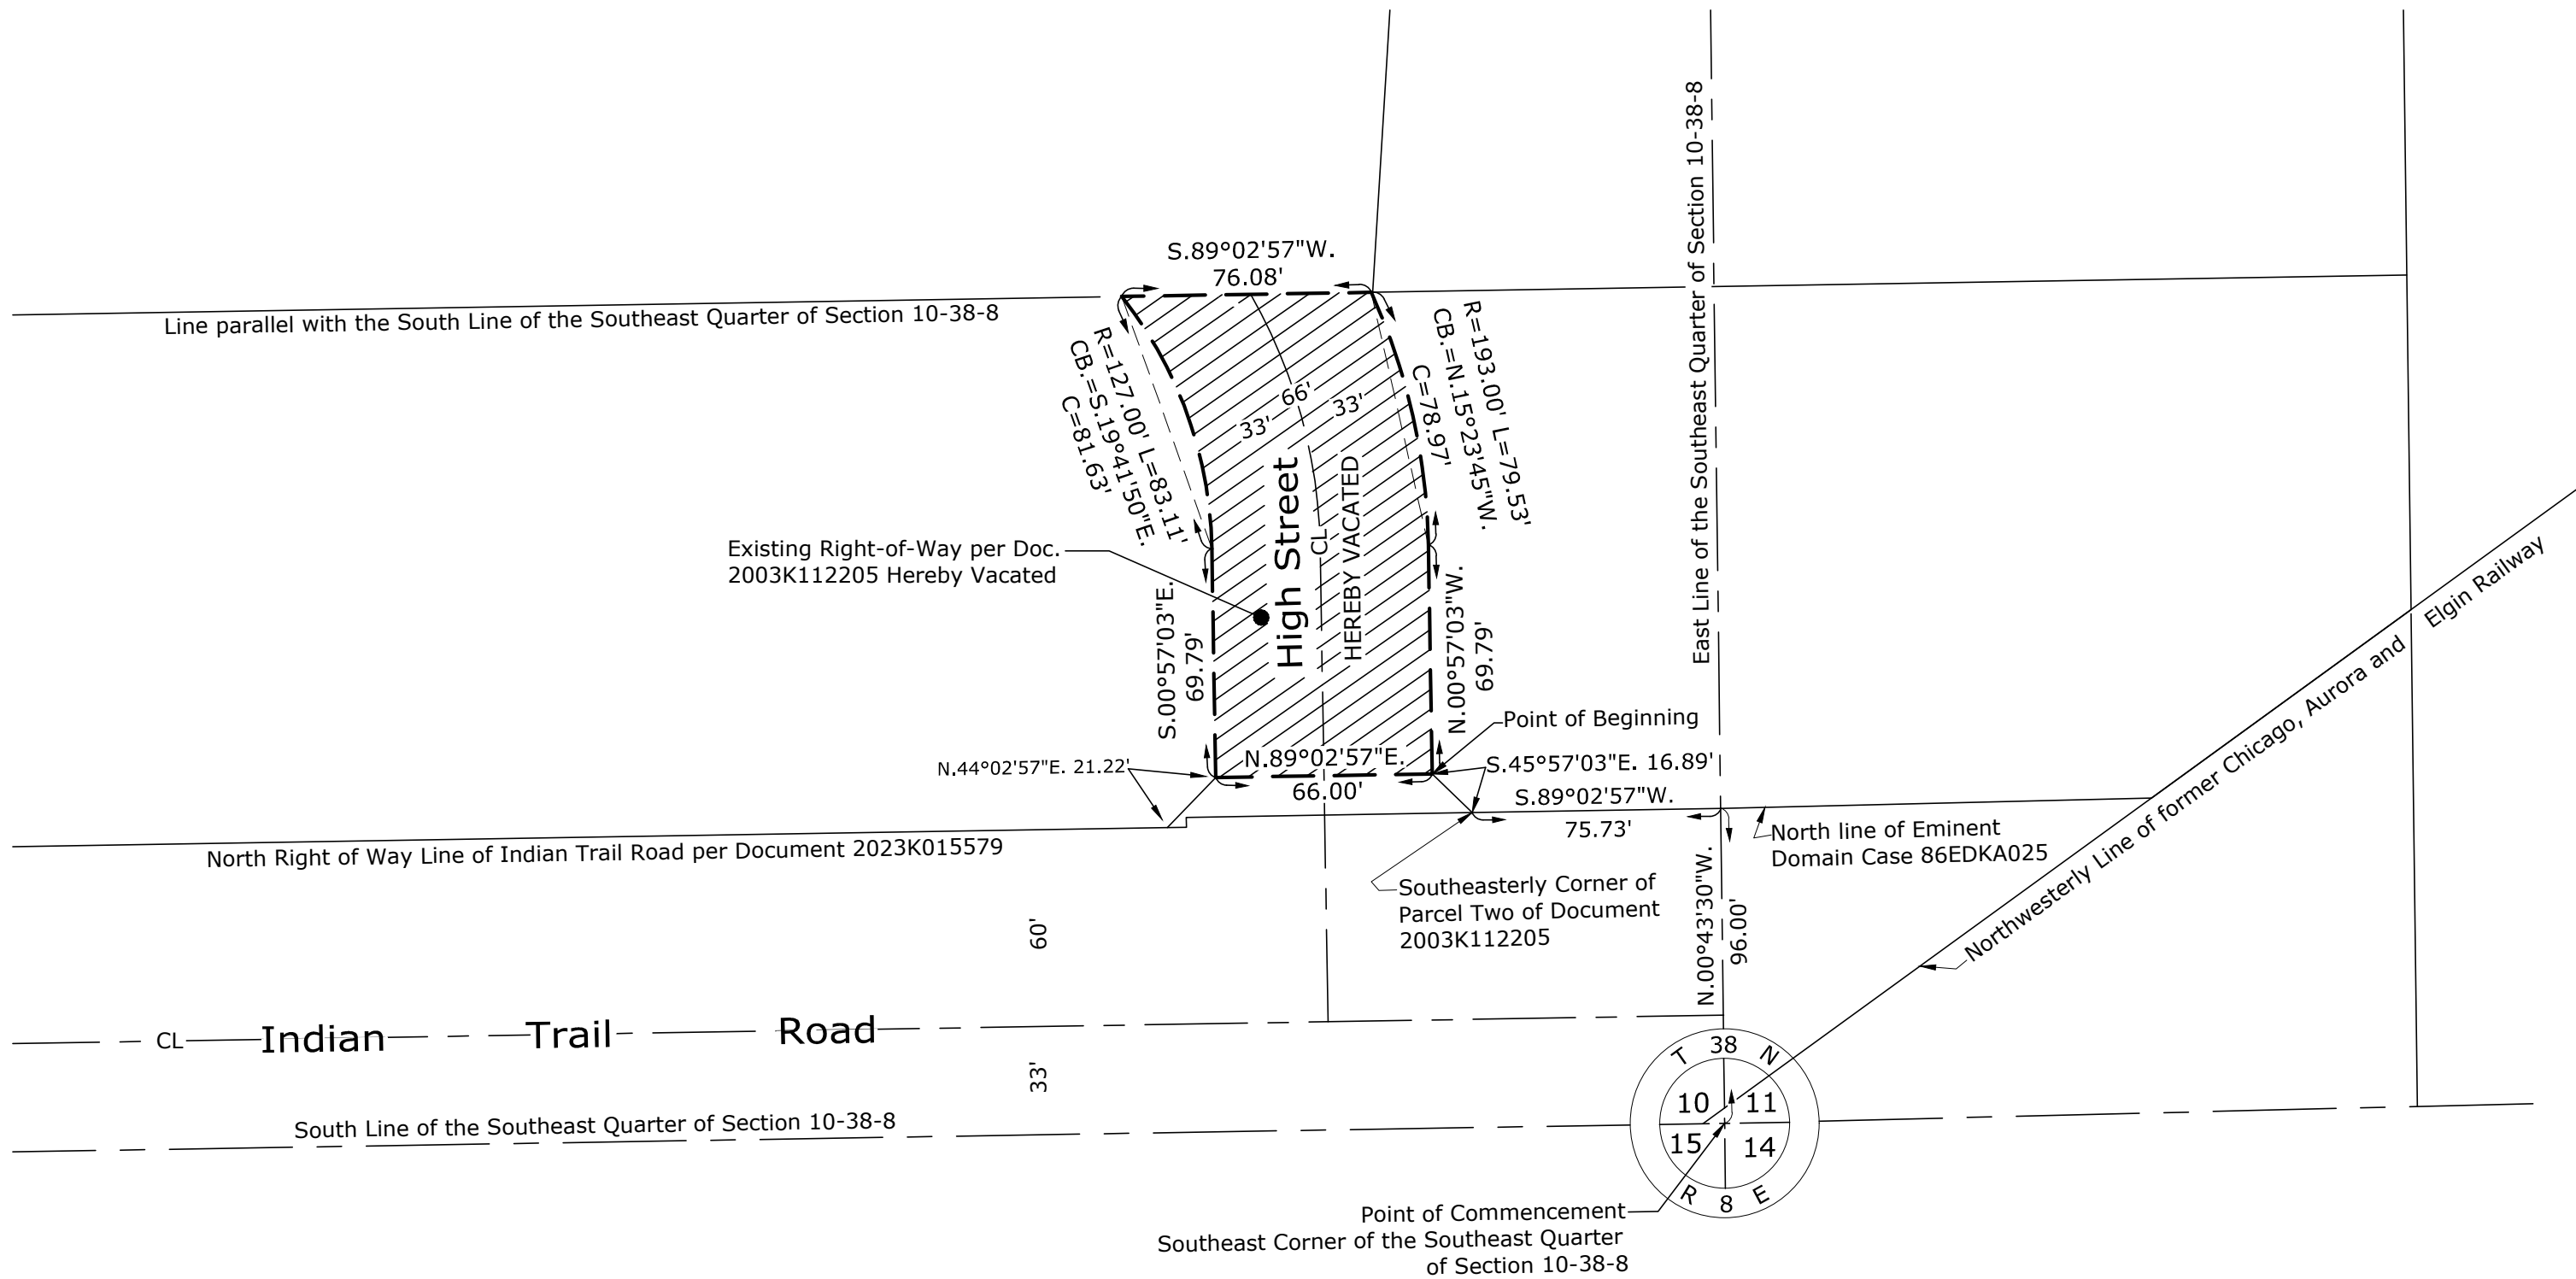 East Line of the Southeast Quarter of Section 10-38-8
S.89°02'57"W.
76.08'
Line parallel with the South Line of the Southeast Quarter of Section 10-38-8
R=127.00' L=83.11'
CB.=S.19°41'50"E.
C=81.63'
R=193.00' L=79.53'
CB.=N.15°23'45"W.
C=78.97'
66'
33'
33'
High Street
CL
HEREBY VACATED
Existing Right-of-Way per Doc.
2003K112205 Hereby Vacated
S.00°57'03"E.
69.79'
N.00°57'03"W.
69.79'
Point of Beginning
N.44°02'57"E. 21.22'
N.89°02'57"E.
66.00'
S.45°57'03"E. 16.89'
S.89°02'57"W.
75.73'
North line of Eminent
Domain Case 86EDKA025
Northwesterly Line of former Chicago, Aurora and Elgin Railway
North Right of Way Line of Indian Trail Road per Document 2023K015579
Southeasterly Corner of
Parcel Two of Document
2003K112205
N.00°43'30"W.
96.00'
60'
CL Indian Trail Road
33'
South Line of the Southeast Quarter of Section 10-38-8
T 38 N
10 11
15 14
R 8 E
Point of Commencement
Southeast Corner of the Southeast Quarter
of Section 10-38-8